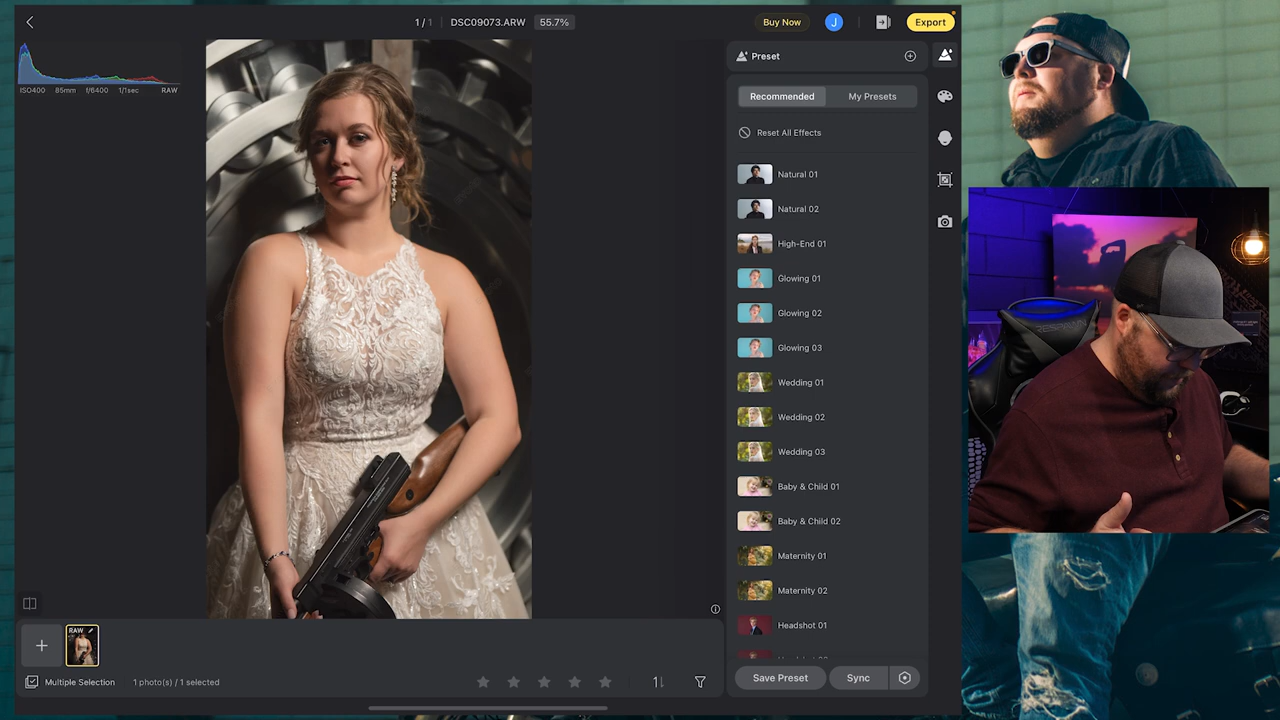 1 / 1 DSC09073.ARW 55.7% Buy Now J Export
ISO400 85mm f/6400 1/1sec RAW
Preset
Recommended My Presets
Reset All Effects
Natural 01
Natural 02
High-End 01
Glowing 01
Glowing 02
Glowing 03
Wedding 01
Wedding 02
Wedding 03
Baby & Child 01
Baby & Child 02
Maternity 01
Maternity 02
Headshot 01
RAW
Multiple Selection 1 photo(s) / 1 selected
Save Preset Sync